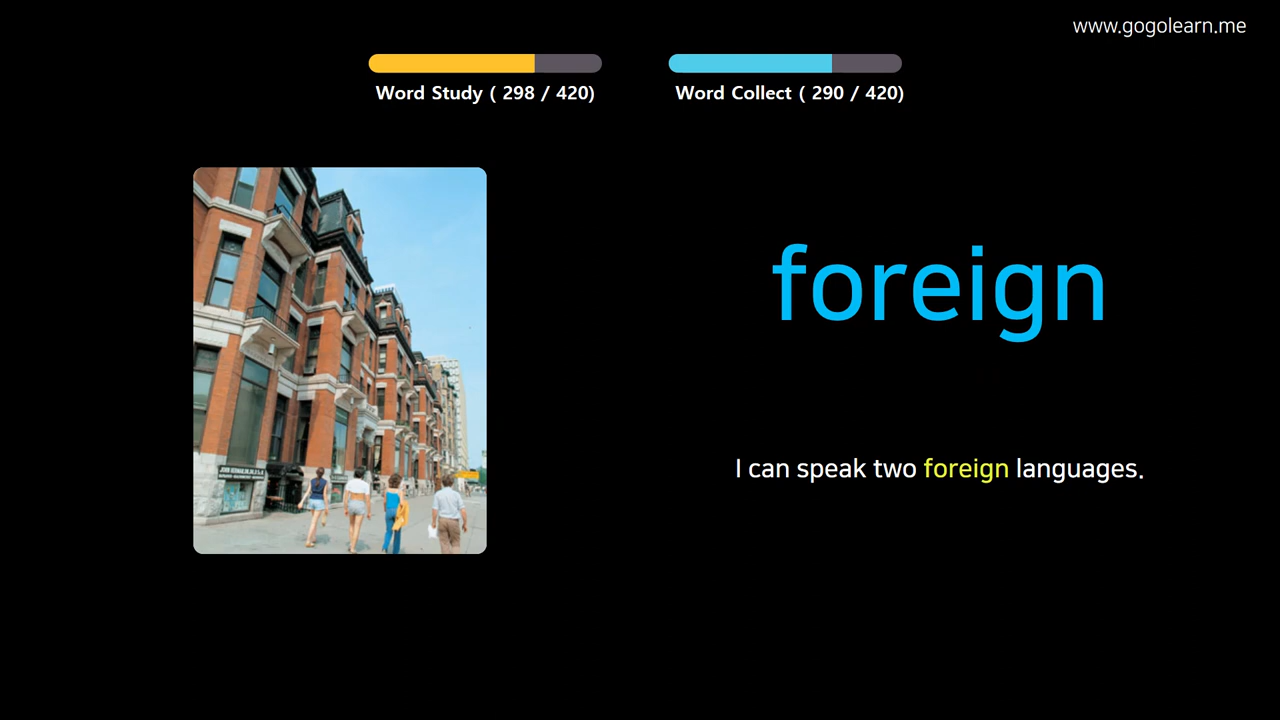 www.gogolearn.me
Word Study ( 298 / 420)
Word Collect ( 290 / 420)
foreign
I can speak two foreign languages.